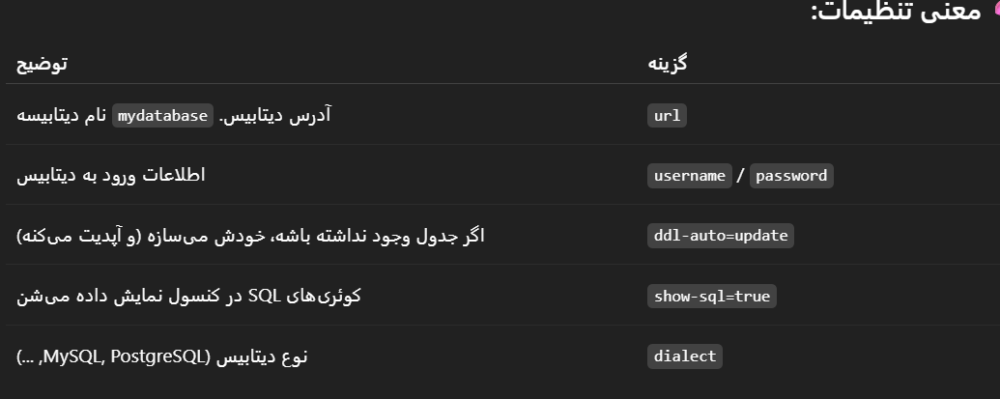 معنی تنظیمات:
گزینه توضیح
url آدرس دیتابیس. mydatabase نام دیتابیسه
username / password اطلاعات ورود به دیتابیس
ddl-auto=update اگر جدول وجود نداشته باشه، خودش می‌سازه (و آپدیت می‌کنه)
show-sql=true کوئری‌های SQL در کنسول نمایش داده می‌شن
dialect نوع دیتابیس (MySQL, PostgreSQL, ...)